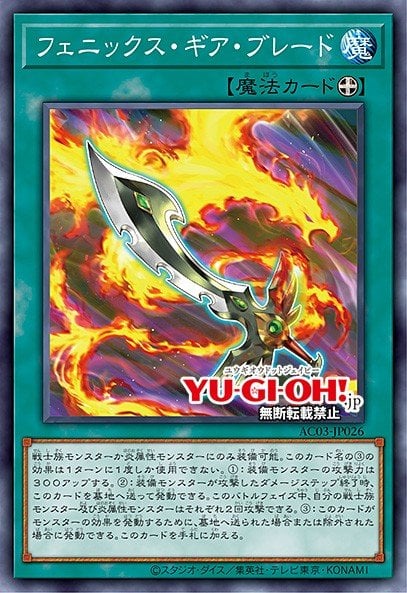 フェニックス・ギア・ブレード
魔
【魔法カード】
ユウギオウドットジェイピー
YU-GI-OH!.jp
無断転載禁止
AC03-JP026
戦士族モンスターか炎属性モンスターにのみ装備可能。このカード名の③の
効果は1ターンに1度しか使用できない。①：装備モンスターの攻撃力は
300アップする。②：装備モンスターが攻撃したダメージステップ終了時、
このカードを墓地へ送って発動できる。このバトルフェイズ中、自分の戦士族
モンスター及び炎属性モンスターはそれぞれ2回攻撃できる。③：このカードが
モンスターの効果を発動するために、墓地へ送られた場合または除外された
場合に発動できる。このカードを手札に加える。
©スタジオ・ダイス／集英社・テレビ東京・KONAMI